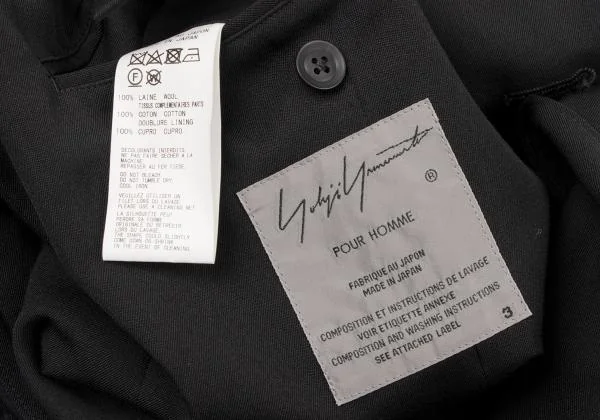 IN JAPAN
100% LAINE WOOL
TISSUS COMPLEMENTAIRES PARTS
100% COTON COTTON
DOUBLURE LINING
100% CUPRO CUPRO
DECOLORANTS INTERDITS.
NE PAS FAIRE SECHER A LA
MACHINE.
REPASSER AU FER TIEDE.
DO NOT BLEACH.
DO NOT TUMBLE DRY.
COOL IRON.
VEUILLEZ UTILISER UN
FILET LORS DU LAVAGE
PLEASE USE A CLEANING NET.
LA SILHOUETTE PEUT
PERDRE SA FORME
ORIGINALE OU RETRECIR
LORS DU LAVAGE.
THE SHAPE COULD SLIGHTLY
COME DOWN OR SHRINK
IN THE EVENT OF CLEANING.
Yohji Yamamoto
®
POUR HOMME
FABRIQUE AU JAPON
MADE IN JAPAN
COMPOSITION ET INSTRUCTIONS DE LAVAGE
VOIR ETIQUETTE ANNEXE
COMPOSITION AND WASHING INSTRUCTIONS
SEE ATTACHED LABEL
3